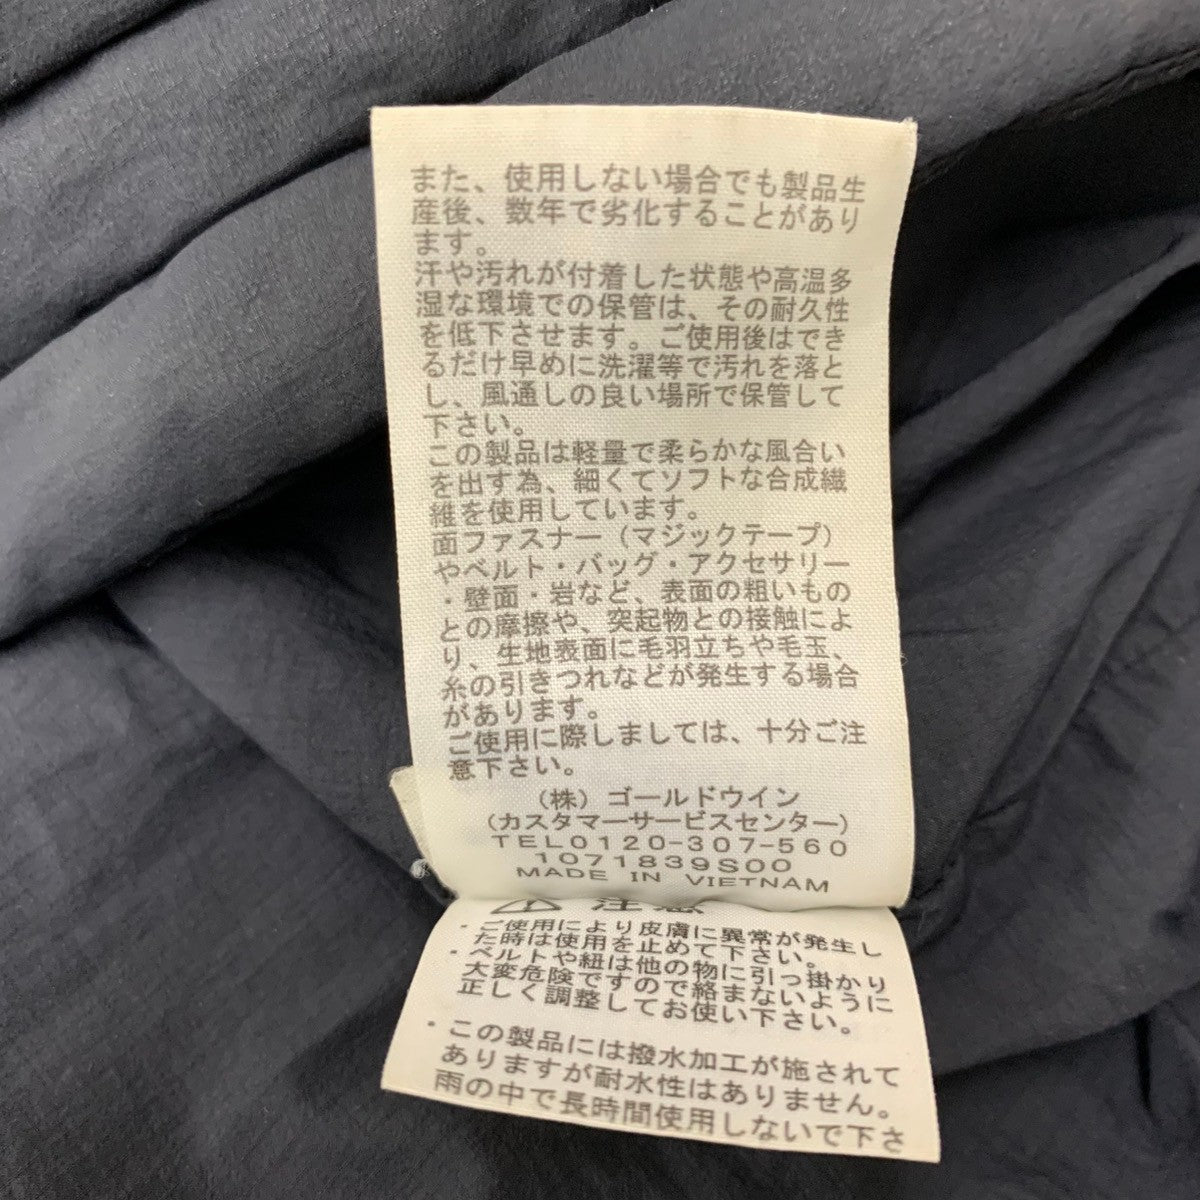 また、使用しない場合でも製品生
産後、数年で劣化することがあり
ます。
汗や汚れが付着した状態や高温多
湿な環境での保管は、その耐久性
を低下させます。ご使用後はでき
るだけ早めに洗濯等で汚れを落と
し、風通しの良い場所で保管して
下さい。
この製品は軽量で柔らかな風合い
を出す為、細くてソフトな合成繊
維を使用しています。
面ファスナー(マジックテープ)
やベルト・バッグ・アクセサリー
・壁面・岩など、表面の粗いもの
との摩擦や、突起物との接触によ
り、生地表面に毛羽立ちや毛玉、
糸の引きつれなどが発生する場合
があります。
ご使用に際しましては、十分ご注
意下さい。
(株)ゴールドウイン
(カスタマーサービスセンター)
TEL0120-307-560
1071839S00
MADE IN VIETNAM
⚠ 注意
・ご使用により皮膚に異常が発生し
た時は使用を止めて下さい。
・ベルトや紐は他の物に引っ掛かり
大変危険ですので絡まないように
正しく調整してお使い下さい。
・この製品には撥水加工が施されて
ありますが耐水性はありません。
雨の中で長時間使用しないで下さ